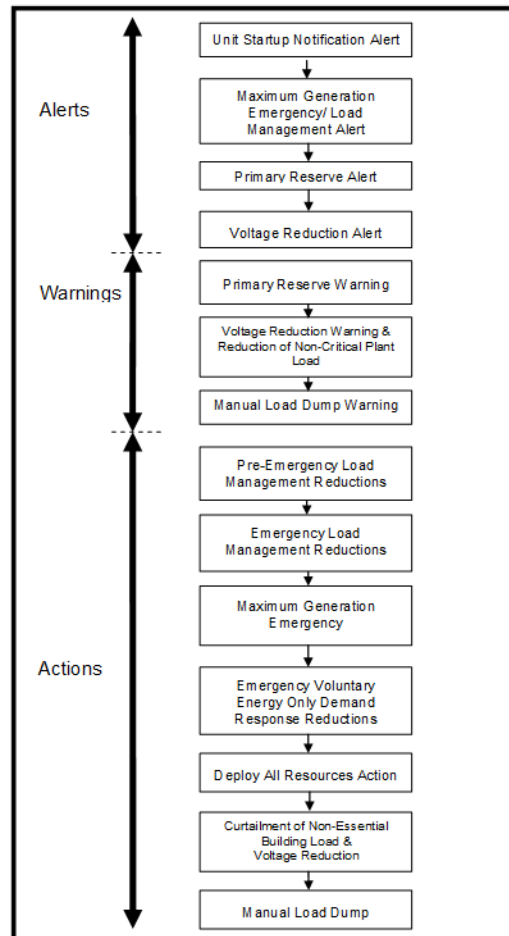 Alerts
Unit Startup Notification Alert
Maximum Generation
Emergency/ Load
Management Alert
Primary Reserve Alert
Voltage Reduction Alert
Warnings
Primary Reserve Warning
Voltage Reduction Warning &
Reduction of Non-Critical Plant
Load
Manual Load Dump Warning
Actions
Pre-Emergency Load
Management Reductions
Emergency Load
Management Reductions
Maximum Generation
Emergency
Emergency Voluntary
Energy Only Demand
Response Reductions
Deploy All Resources Action
Curtailment of Non-Essential
Building Load &
Voltage Reduction
Manual Load Dump